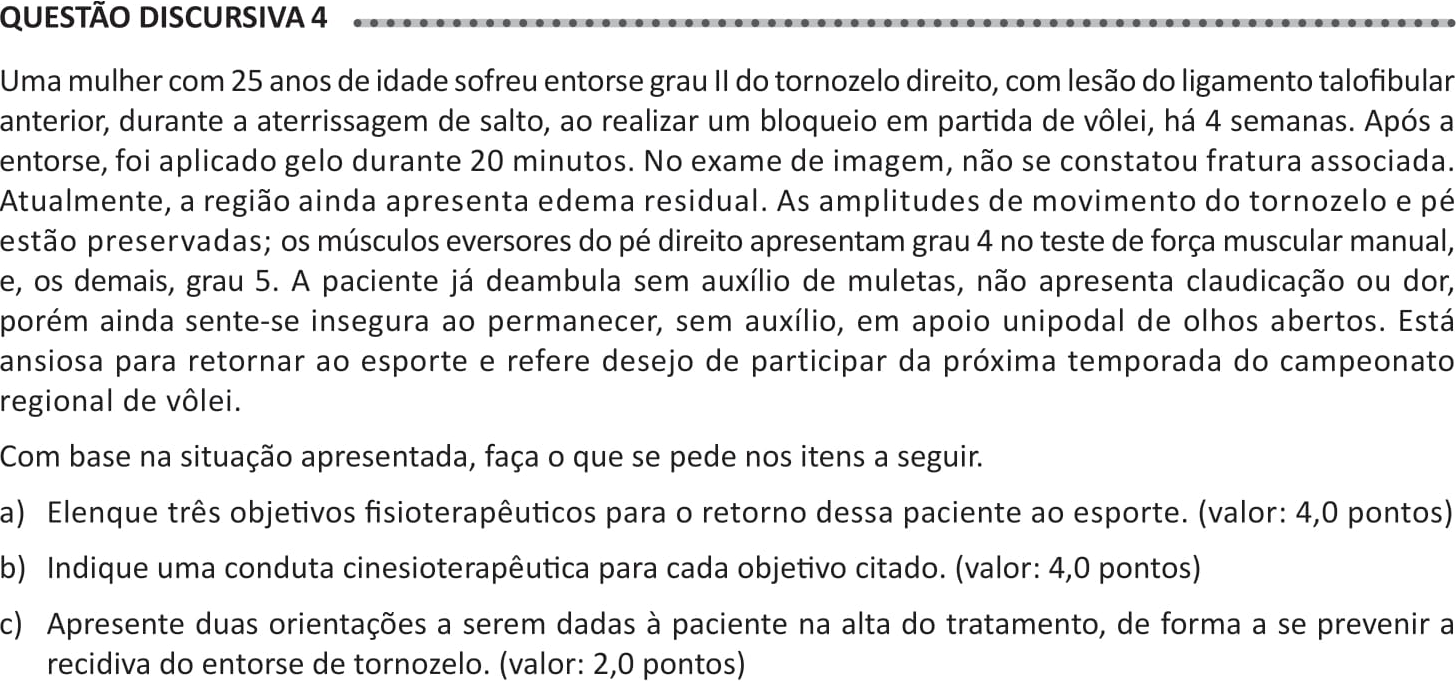 QUESTÃO DISCURSIVA 4
Uma mulher com 25 anos de idade sofreu entorse grau II do tornozelo direito, com lesão do ligamento talofibular
anterior, durante a aterrissagem de salto, ao realizar um bloqueio em partida de vôlei, há 4 semanas. Após a
entorse, foi aplicado gelo durante 20 minutos. No exame de imagem, não se constatou fratura associada.
Atualmente, a região ainda apresenta edema residual. As amplitudes de movimento do tornozelo e pé
estão preservadas; os músculos eversores do pé direito apresentam grau 4 no teste de força muscular manual,
e, os demais, grau 5. A paciente já deambula sem auxílio de muletas, não apresenta claudicação ou dor,
porém ainda sente-se insegura ao permanecer, sem auxílio, em apoio unipodal de olhos abertos. Está
ansiosa para retornar ao esporte e refere desejo de participar da próxima temporada do campeonato
regional de vôlei.
Com base na situação apresentada, faça o que se pede nos itens a seguir.
a) Elenque três objetivos fisioterapêuticos para o retorno dessa paciente ao esporte. (valor: 4,0 pontos)
b) Indique uma conduta cinesioterapêutica para cada objetivo citado. (valor: 4,0 pontos)
c) Apresente duas orientações a serem dadas à paciente na alta do tratamento, de forma a se prevenir a
recidiva do entorse de tornozelo. (valor: 2,0 pontos)